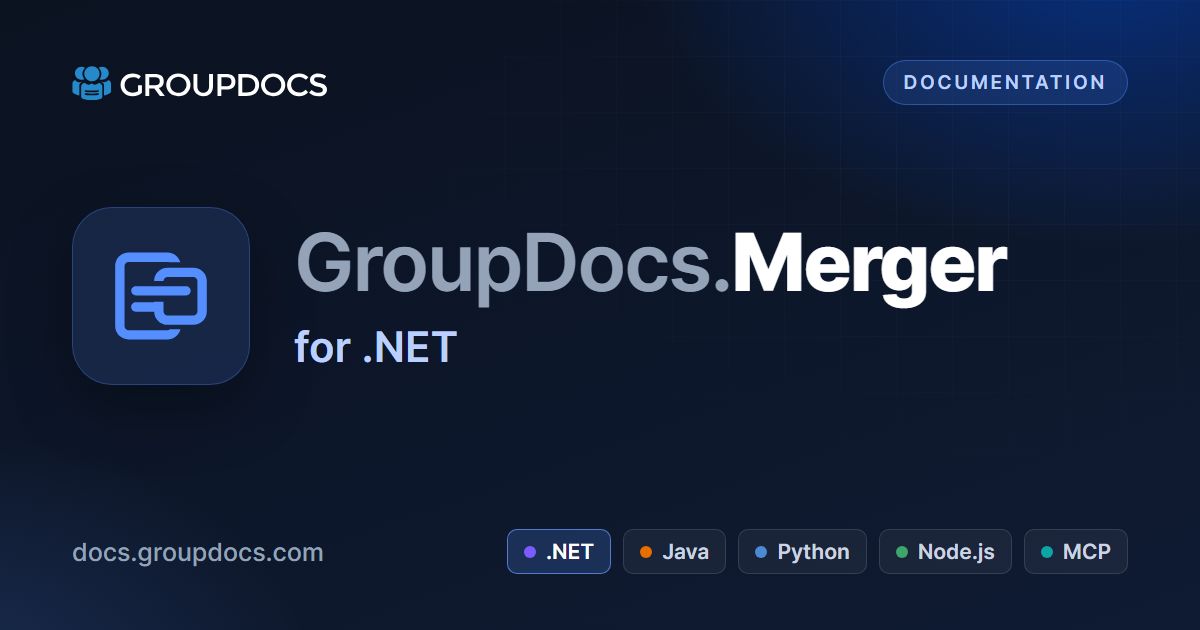 GROUPDOCS
DOCUMENTATION
GroupDocs.Merger
for .NET
docs.groupdocs.com
.NET
Java
Python
Node.js
MCP